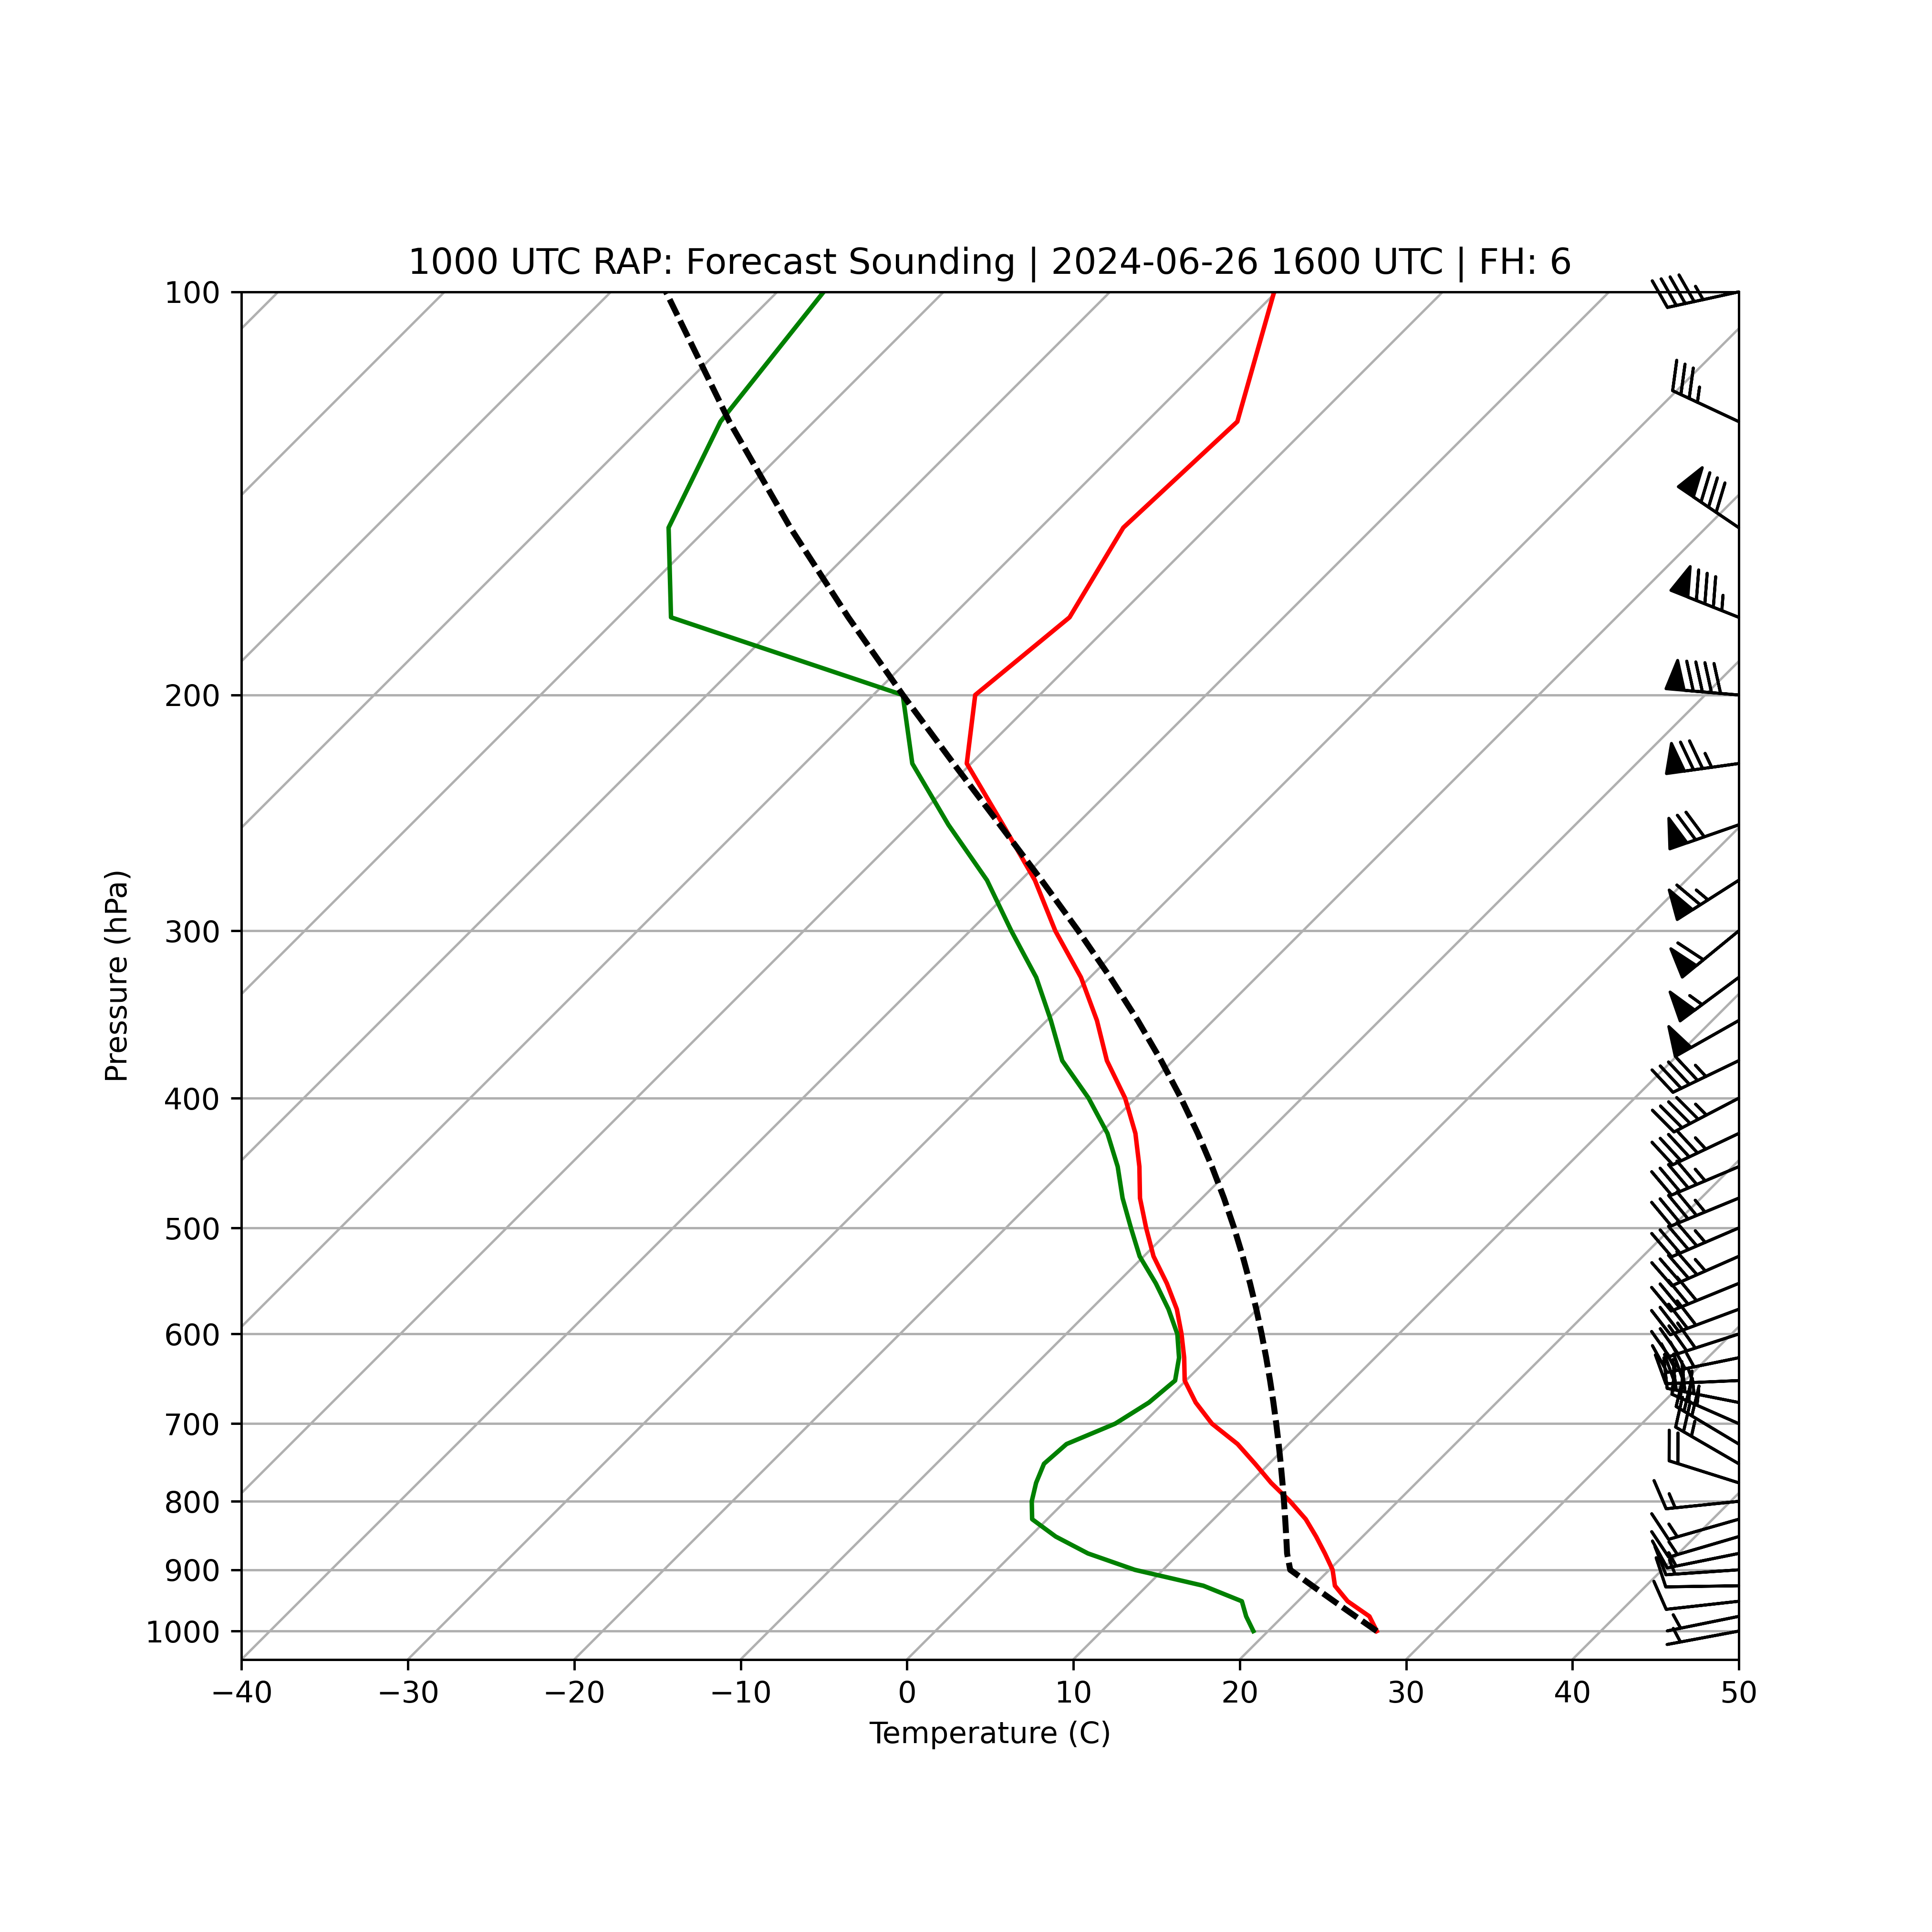 1000 UTC RAP: Forecast Sounding | 2024-06-26 1600 UTC | FH: 6
100
200
300
400
500
600
700
800
900
1000
Pressure (hPa)
−40 −30 −20 −10 0 10 20 30 40 50
Temperature (C)